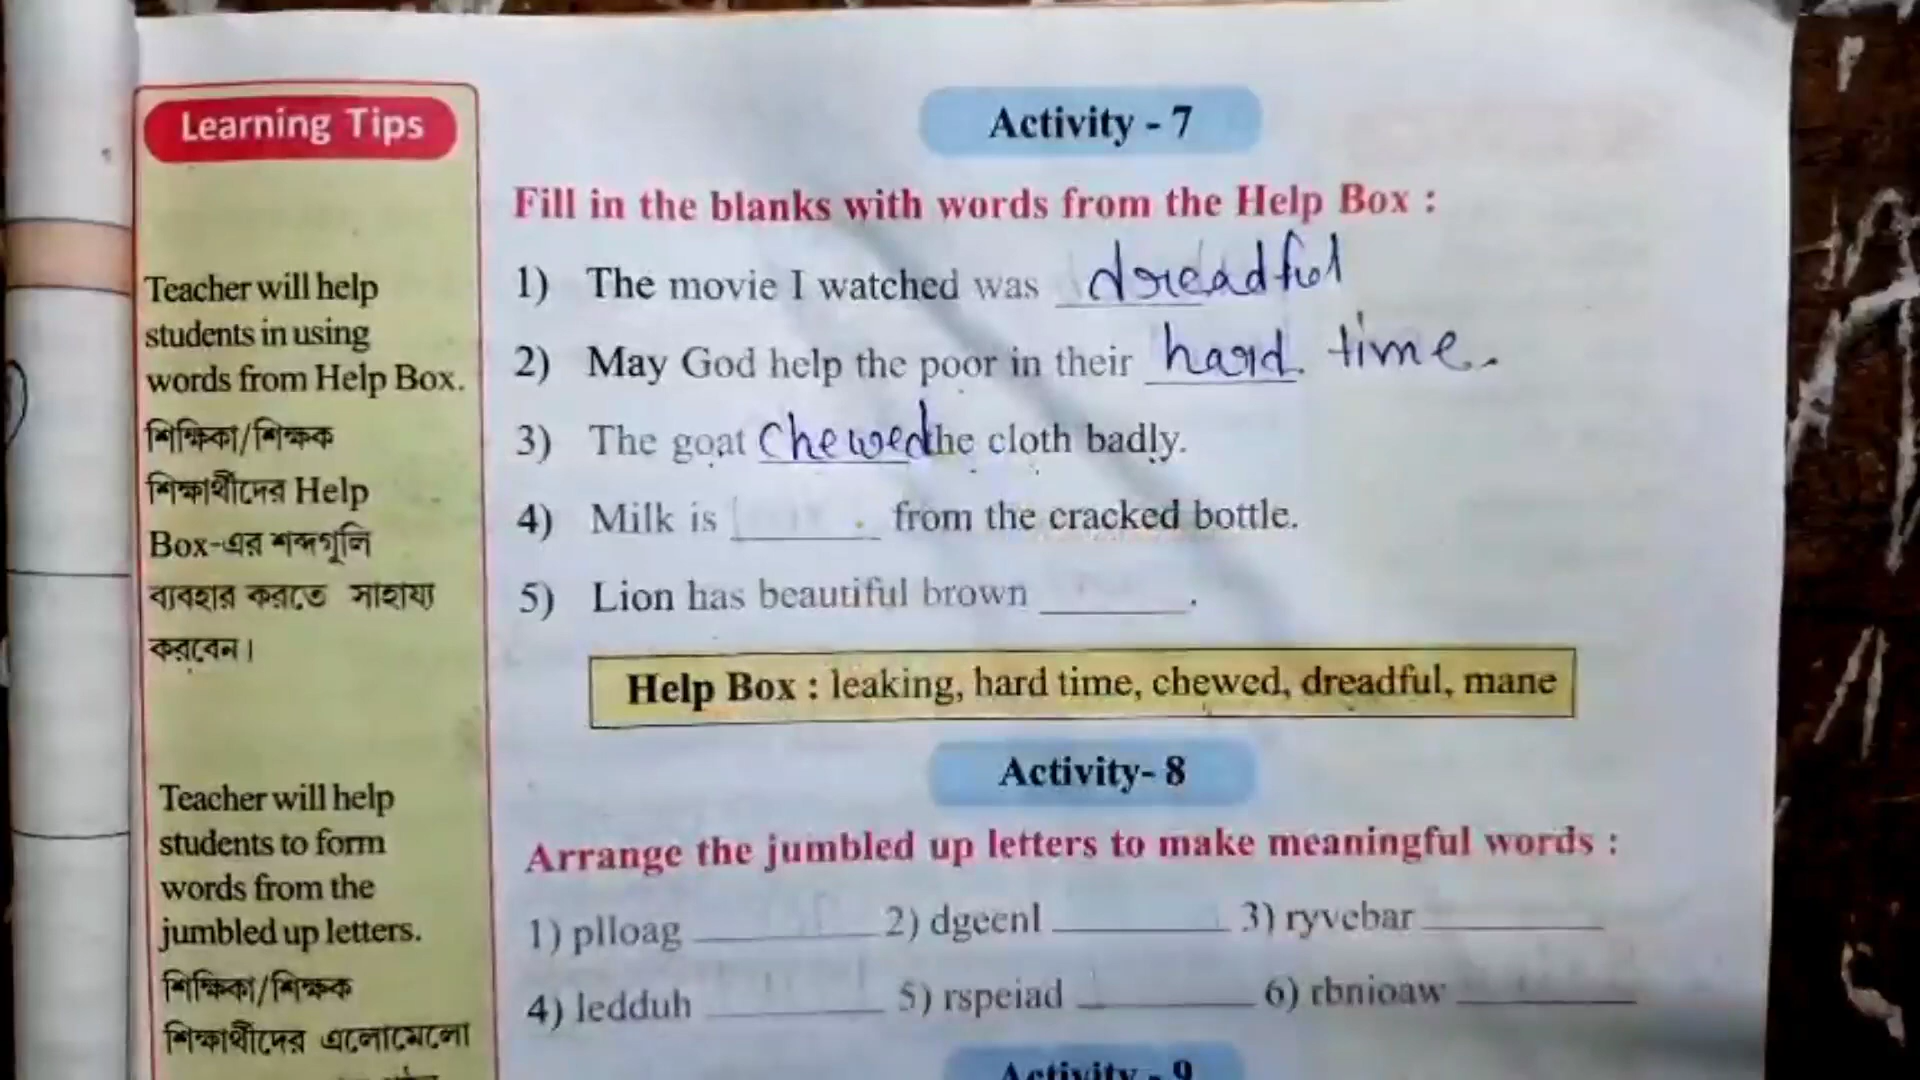 Learning Tips
Teacher will help
students in using
words from Help Box.
শিক্ষিকা/শিক্ষক
শিক্ষার্থীদের Help
Box-এর শব্দগুলি
ব্যবহার করতে সাহায্য
করবেন।
Teacher will help
students to form
words from the
jumbled up letters.
শিক্ষিকা/শিক্ষক
শিক্ষার্থীদের এলোমেলো
Activity - 7
Fill in the blanks with words from the Help Box :
1) The movie I watched was dreadful
2) May God help the poor in their hard time.
3) The goat chewed the cloth badly.
4) Milk is ______ from the cracked bottle.
5) Lion has beautiful brown ______.
Help Box : leaking, hard time, chewed, dreadful, mane
Activity- 8
Arrange the jumbled up letters to make meaningful words :
1) plloag ______ 2) dgeenl ______ 3) ryvebar ______
4) ledduh ______ 5) rspeiad ______ 6) rbnioaw ______
Activity - 9